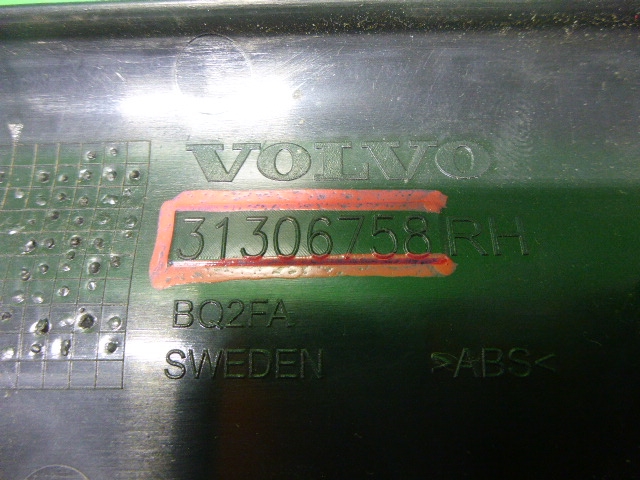 VOLVO
31306758 RH
BQ2FA
SWEDEN >ABS<